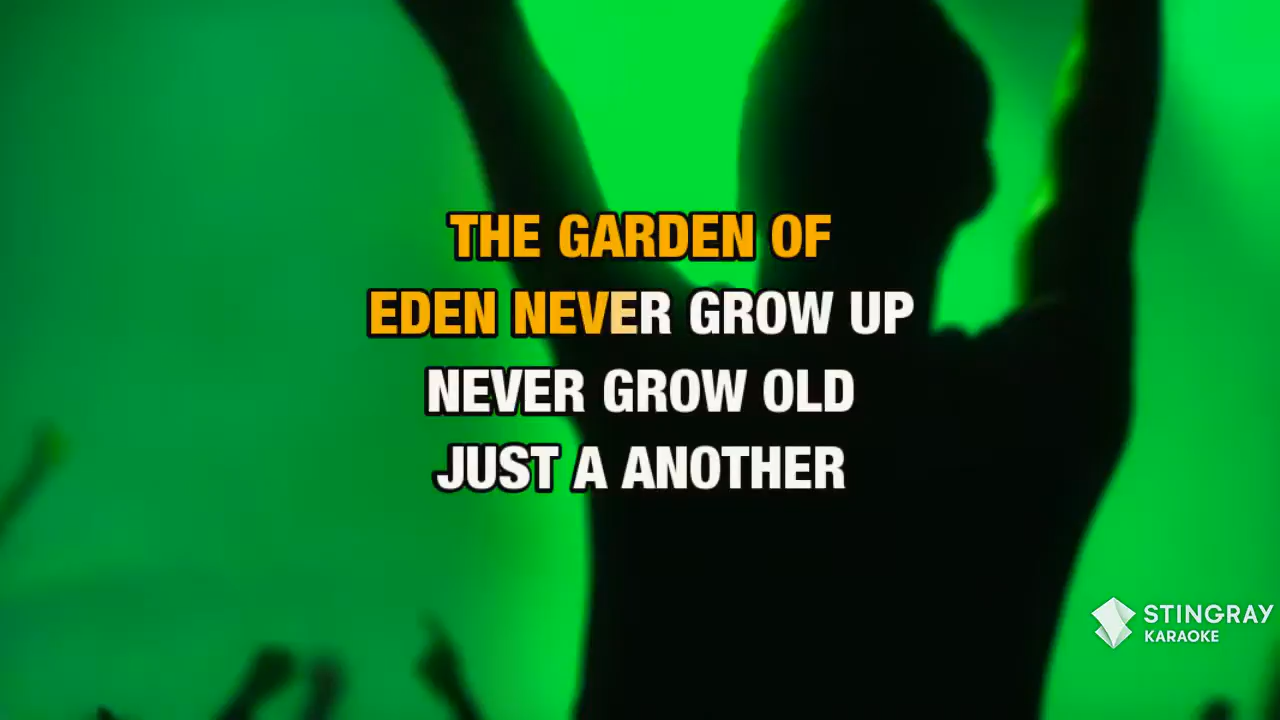 THE GARDEN OF
EDEN NEVER GROW UP
NEVER GROW OLD
JUST A ANOTHER
STINGRAY
KARAOKE